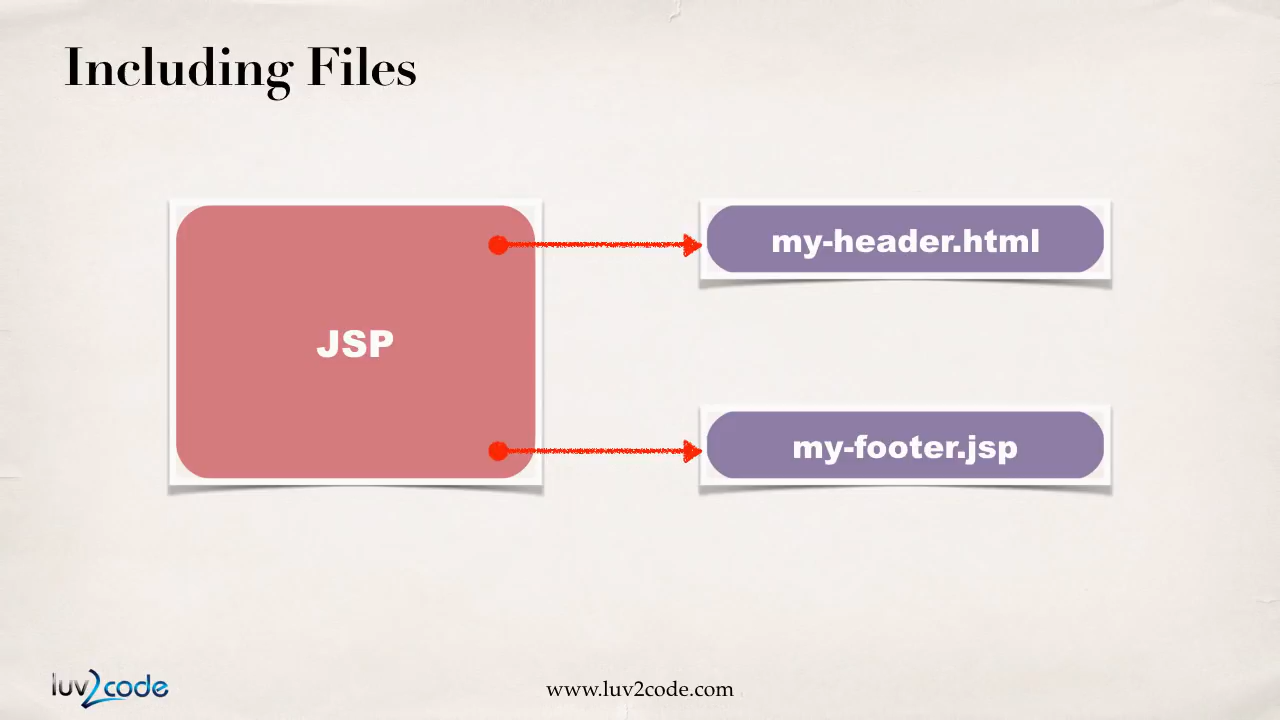 Including Files
JSP
my-header.html
my-footer.jsp
luv2code
www.luv2code.com